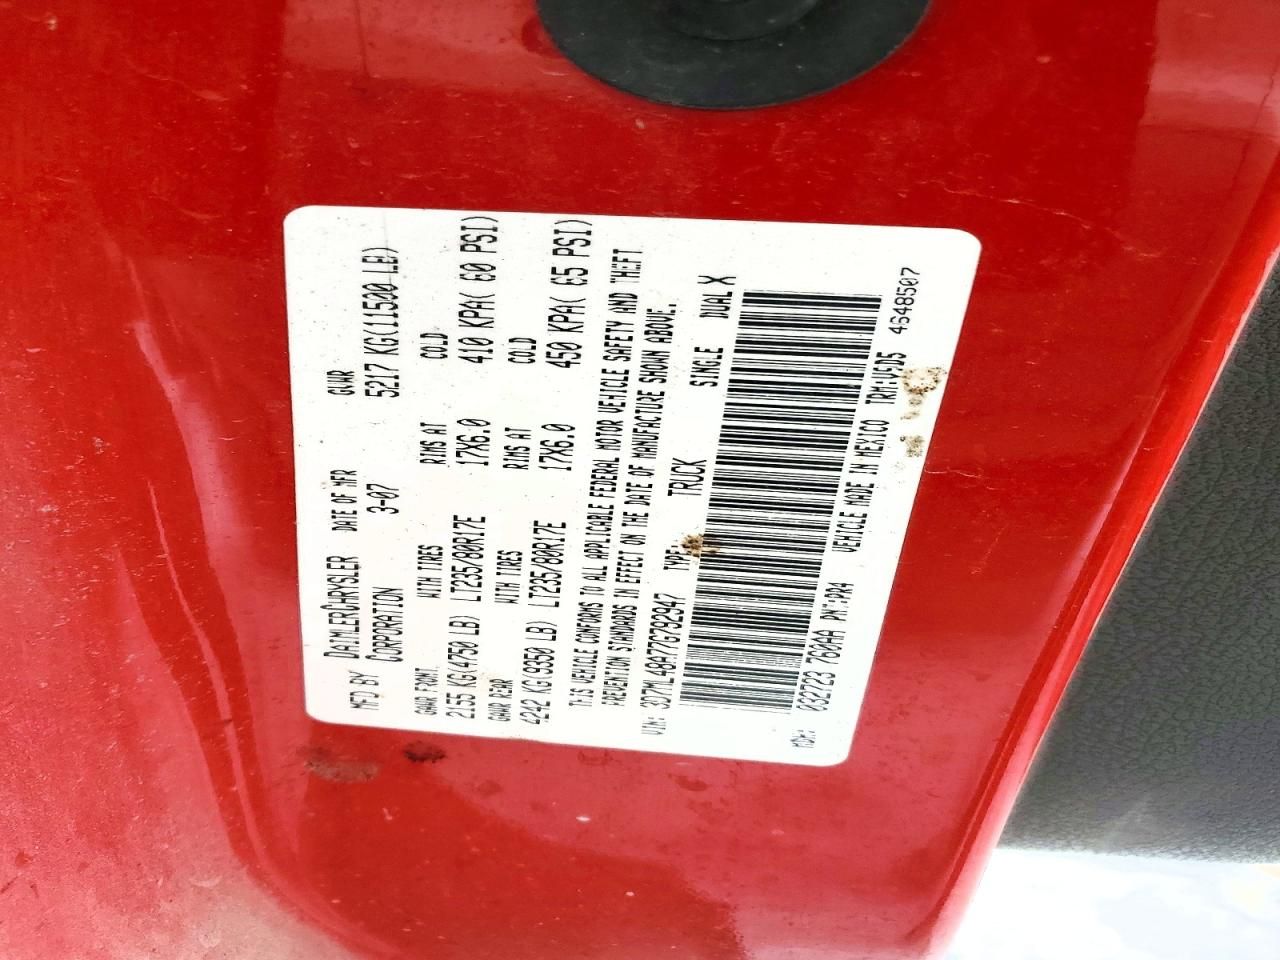 MFD BY DAIMLERCHRYSLER DATE OF MFR GVWR
CORPORATION 3-07 5217 KG(11500 LB)
GAWR FRONT WITH TIRES RIMS AT COLD
2155 KG(4750 LB) LT235/80R17E 17X6.0 410 KPA( 60 PSI)
GAWR REAR WITH TIRES RIMS AT COLD
4242 KG(9350 LB) LT235/80R17E 17X6.0 450 KPA( 65 PSI)
THIS VEHICLE CONFORMS TO ALL APPLICABLE FEDERAL MOTOR VEHICLE SAFETY AND THEFT
PREVENTION STANDARDS IN EFFECT ON THE DATE OF MANUFACTURE SHOWN ABOVE.
VIN: 3D7ML48A77G792947 TYPE: TRUCK SINGLE DUAL X
MDH: 032723 760AA PNT:PR4 VEHICLE MADE IN MEXICO TRM:V5D5
4648507